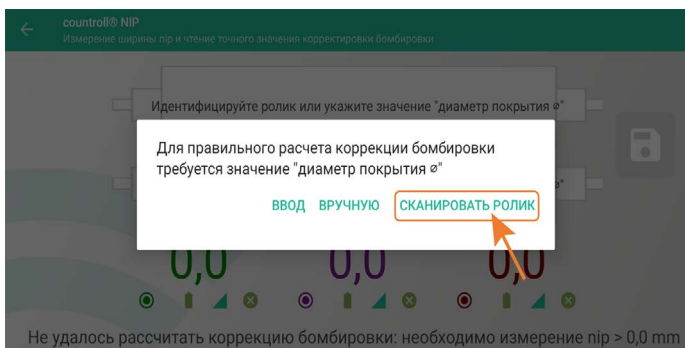 countroll® NIP
Измерение ширины nip и чтение точного значения корректировки бомбировки
Идентифицируйте ролик или укажите значение "диаметр покрытия ⌀"
Для правильного расчета коррекции бомбировки
требуется значение "диаметр покрытия ⌀"
ВВОД ВРУЧНУЮ СКАНИРОВАТЬ РОЛИК
0,0 0,0 0,0
Не удалось рассчитать коррекцию бомбировки: необходимо измерение nip > 0,0 mm